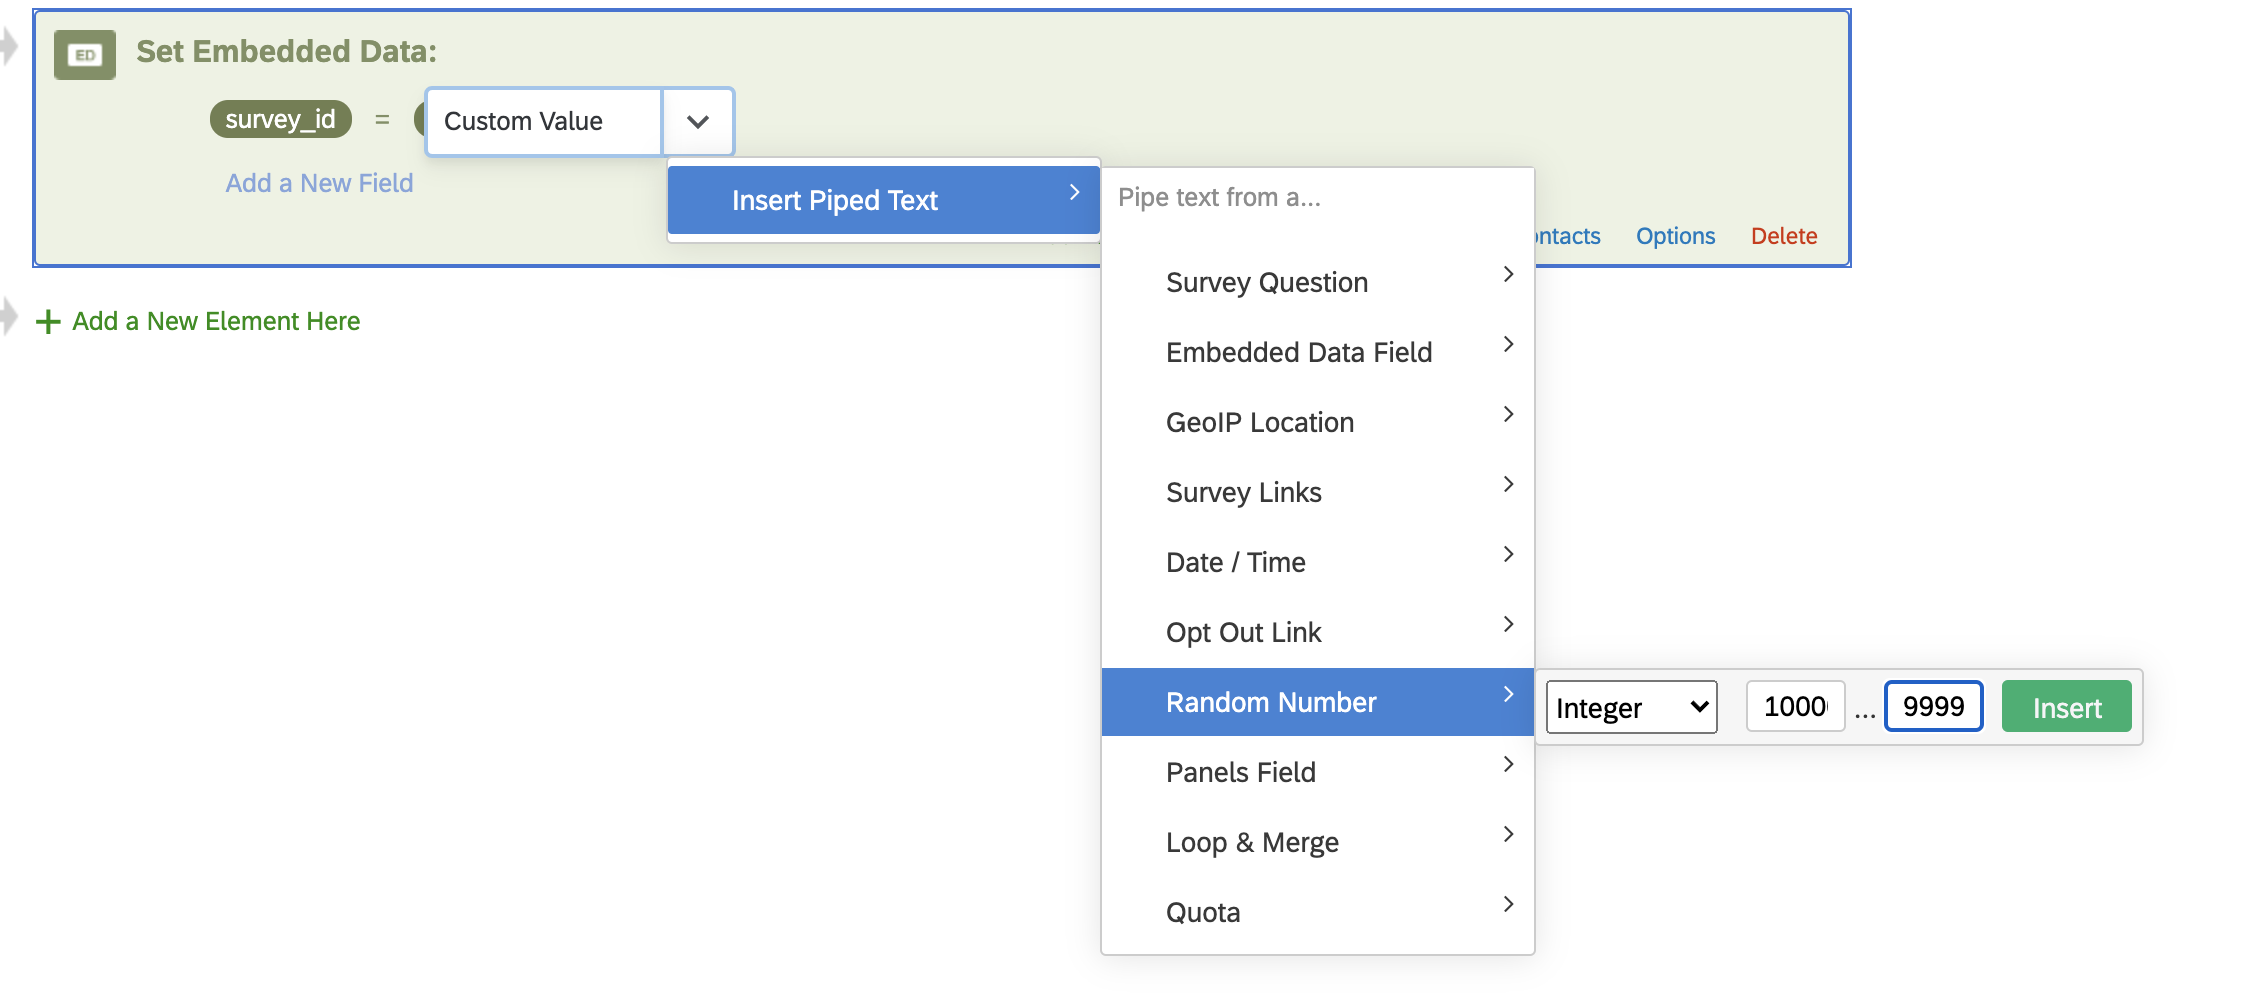 ED Set Embedded Data:
survey_id = Custom Value
Add a New Field
Insert Piped Text
Pipe text from a...
Options Delete
Survey Question
Add a New Element Here
Embedded Data Field
GeoIP Location
Survey Links
Date / Time
Opt Out Link
Random Number Integer 1000 ... 9999 Insert
Panels Field
Loop & Merge
Quota